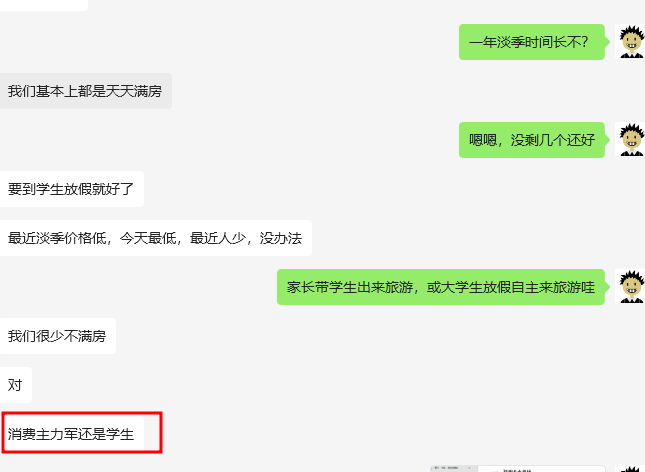 一年淡季时间长不?
我们基本上都是天天满房
嗯嗯，没剩几个还好
要到学生放假就好了
最近淡季价格低，今天最低，最近人少，没办法
家长带学生出来旅游，或大学生放假自主来旅游哇
我们很少不满房
对
消费主力军还是学生